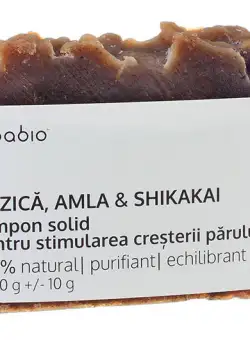 abio
ZICĂ, AMLA & SHIKAKAI
mpon solid
ntru stimularea creșterii părulu
% natural| purifiant| echilibrant
0 g +/- 10 g